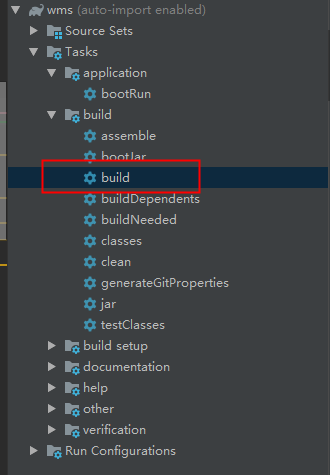 wms (auto-import enabled)
Source Sets
Tasks
application
bootRun
build
assemble
bootJar
build
buildDependents
buildNeeded
classes
clean
generateGitProperties
jar
testClasses
build setup
documentation
help
other
verification
Run Configurations